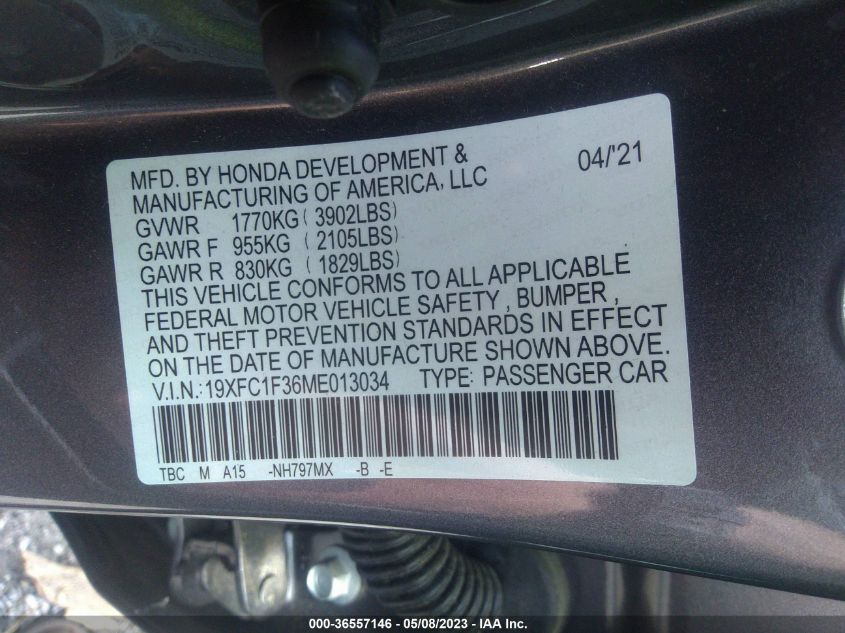 MFD. BY HONDA DEVELOPMENT &
MANUFACTURING OF AMERICA, LLC 04/'21
GVWR 1770KG ( 3902LBS)
GAWR F 955KG ( 2105LBS)
GAWR R 830KG ( 1829LBS)
THIS VEHICLE CONFORMS TO ALL APPLICABLE
FEDERAL MOTOR VEHICLE SAFETY , BUMPER ,
AND THEFT PREVENTION STANDARDS IN EFFECT
ON THE DATE OF MANUFACTURE SHOWN ABOVE.
V.I.N.:19XFC1F36ME013034 TYPE: PASSENGER CAR
TBC M A15 -NH797MX -B -E
000-36557146 - 05/08/2023 - IAA Inc.